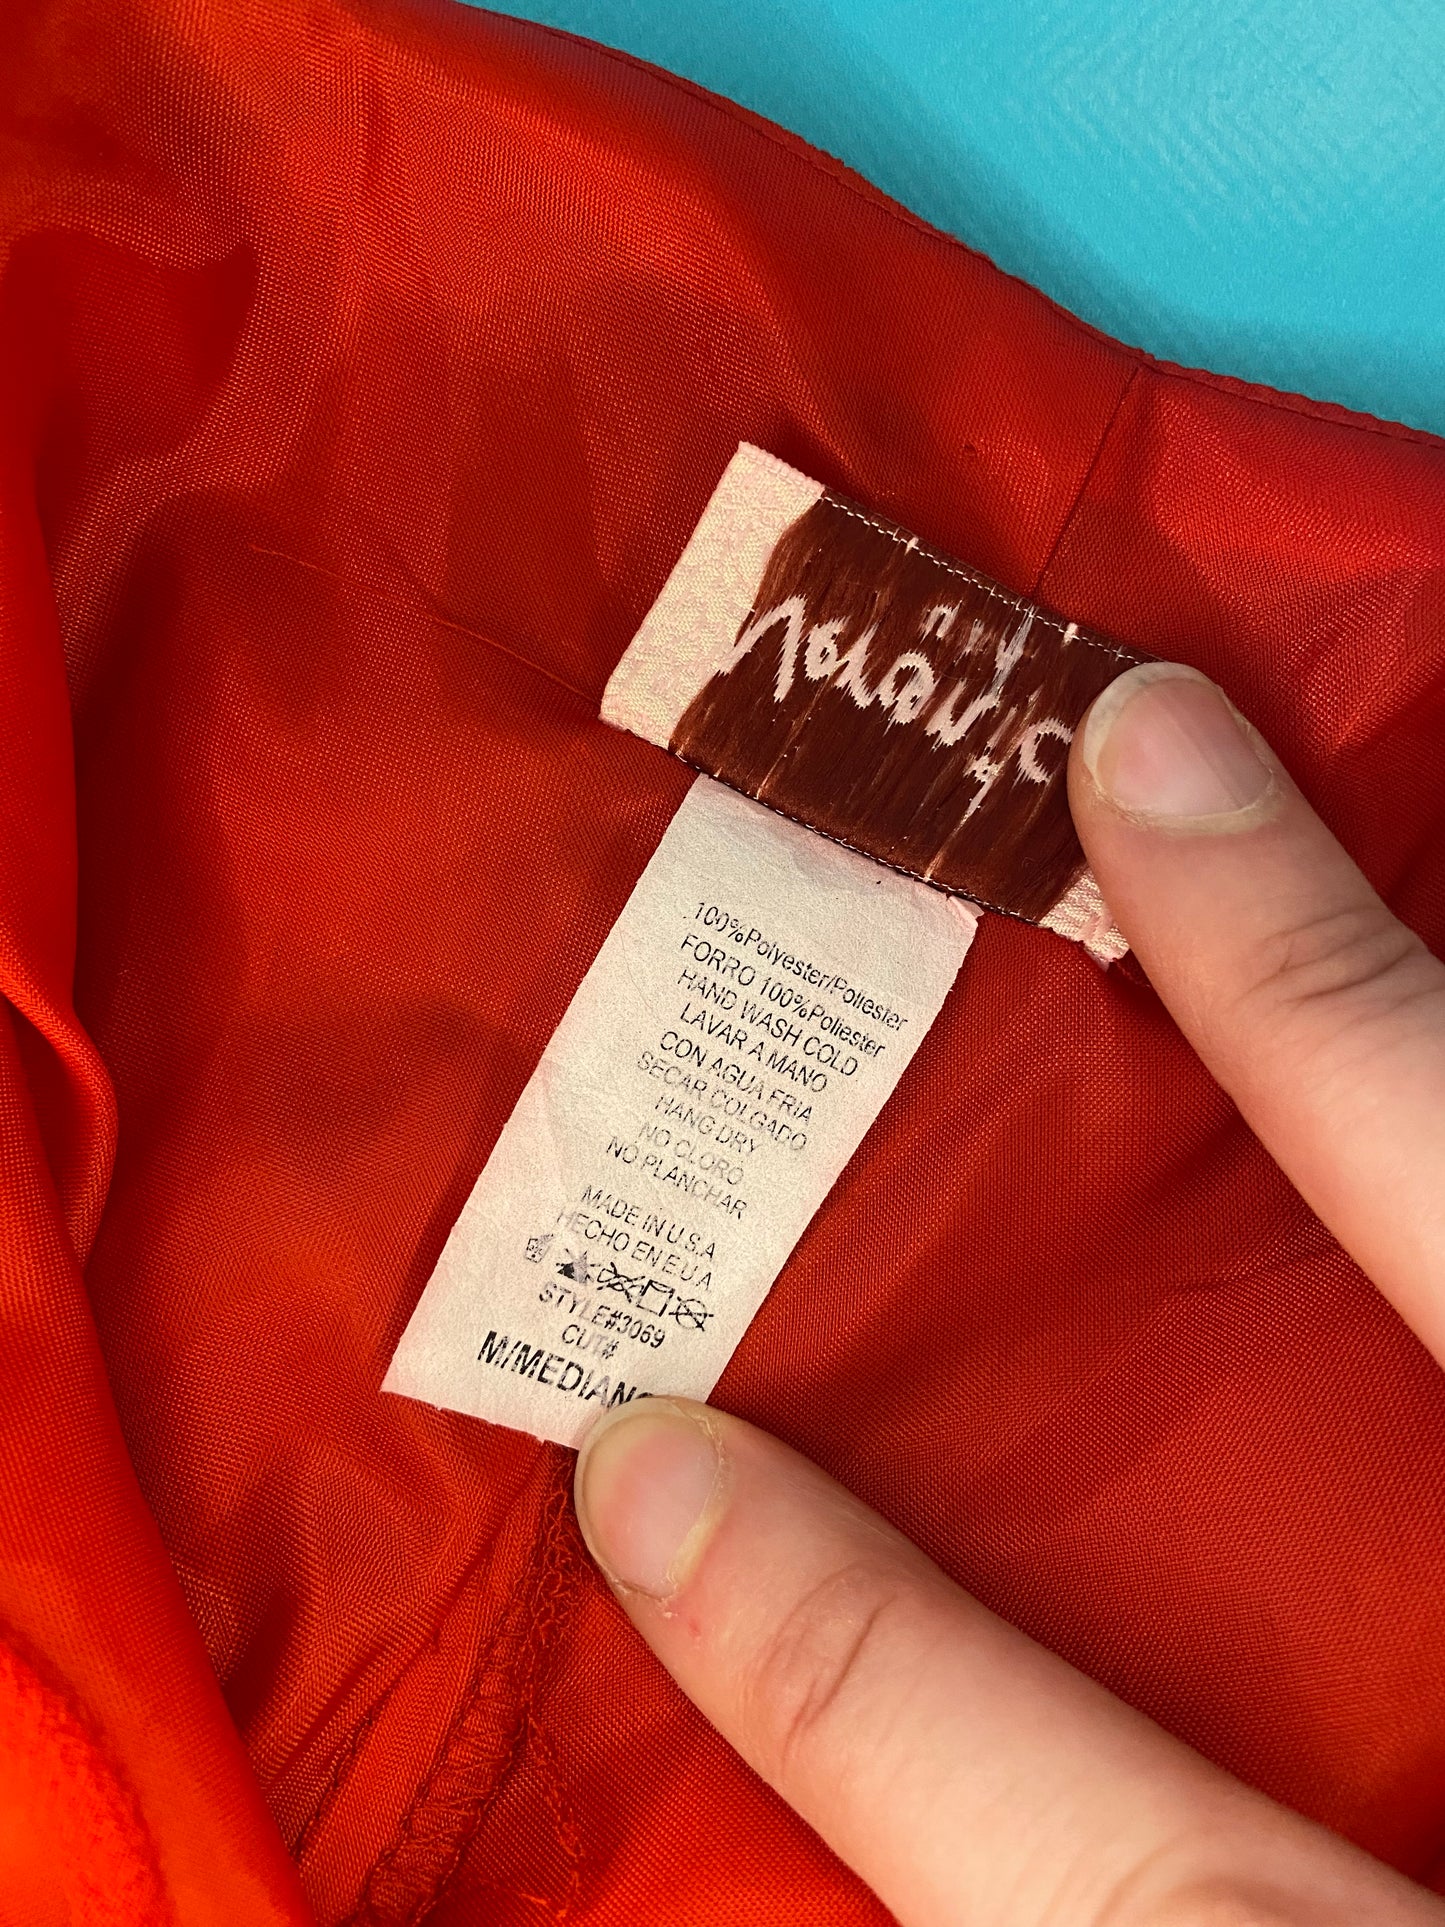 100%Polyester/Poliester
FORRO 100%Poliester
HAND WASH COLD
LAVAR A MANO
CON AGUA FRIA
SECAR COLGADO
HANG DRY
NO CLORO
NO PLANCHAR
MADE IN U.S.A
HECHO EN E.U.A
STYLE#3069
CUT#
M/MEDIANO